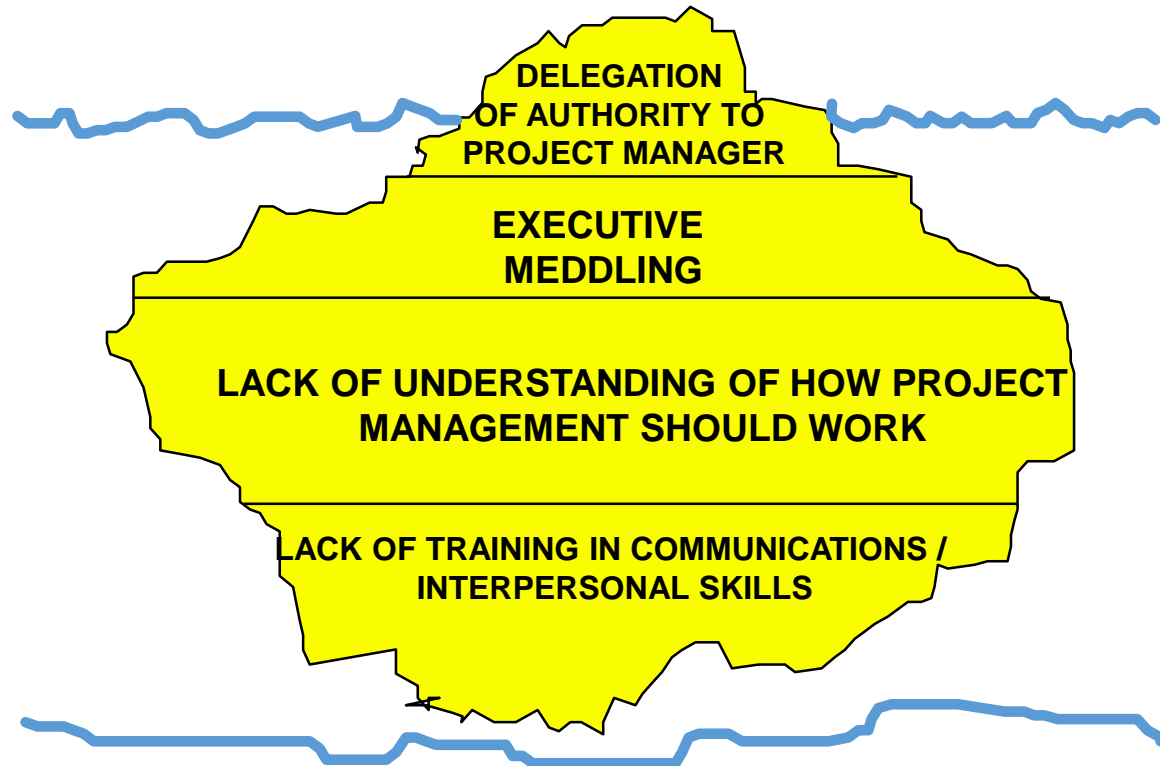 DELEGATION
OF AUTHORITY TO
PROJECT MANAGER
EXECUTIVE
MEDDLING
LACK OF UNDERSTANDING OF HOW PROJECT
MANAGEMENT SHOULD WORK
LACK OF TRAINING IN COMMUNICATIONS /
INTERPERSONAL SKILLS